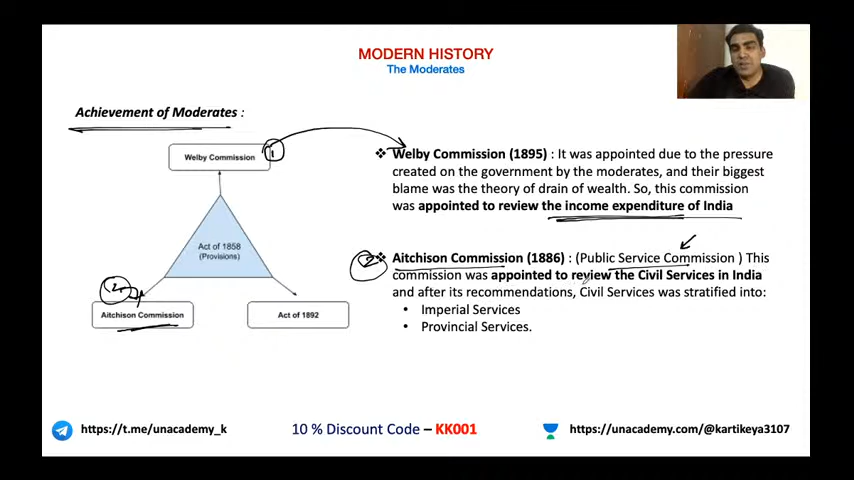 MODERN HISTORY
The Moderates
Achievement of Moderates :
Welby Commission
1
Act of 1858
(Provisions)
2
Aitchison Commission
Act of 1892
❖ Welby Commission (1895) : It was appointed due to the pressure
created on the government by the moderates, and their biggest
blame was the theory of drain of wealth. So, this commission
was appointed to review the income expenditure of India
2
❖ Aitchison Commission (1886) : (Public Service Commission ) This
commission was appointed to review the Civil Services in India
and after its recommendations, Civil Services was stratified into:
• Imperial Services
• Provincial Services.
https://t.me/unacademy_k
10 % Discount Code – KK001
https://unacademy.com/@kartikeya3107